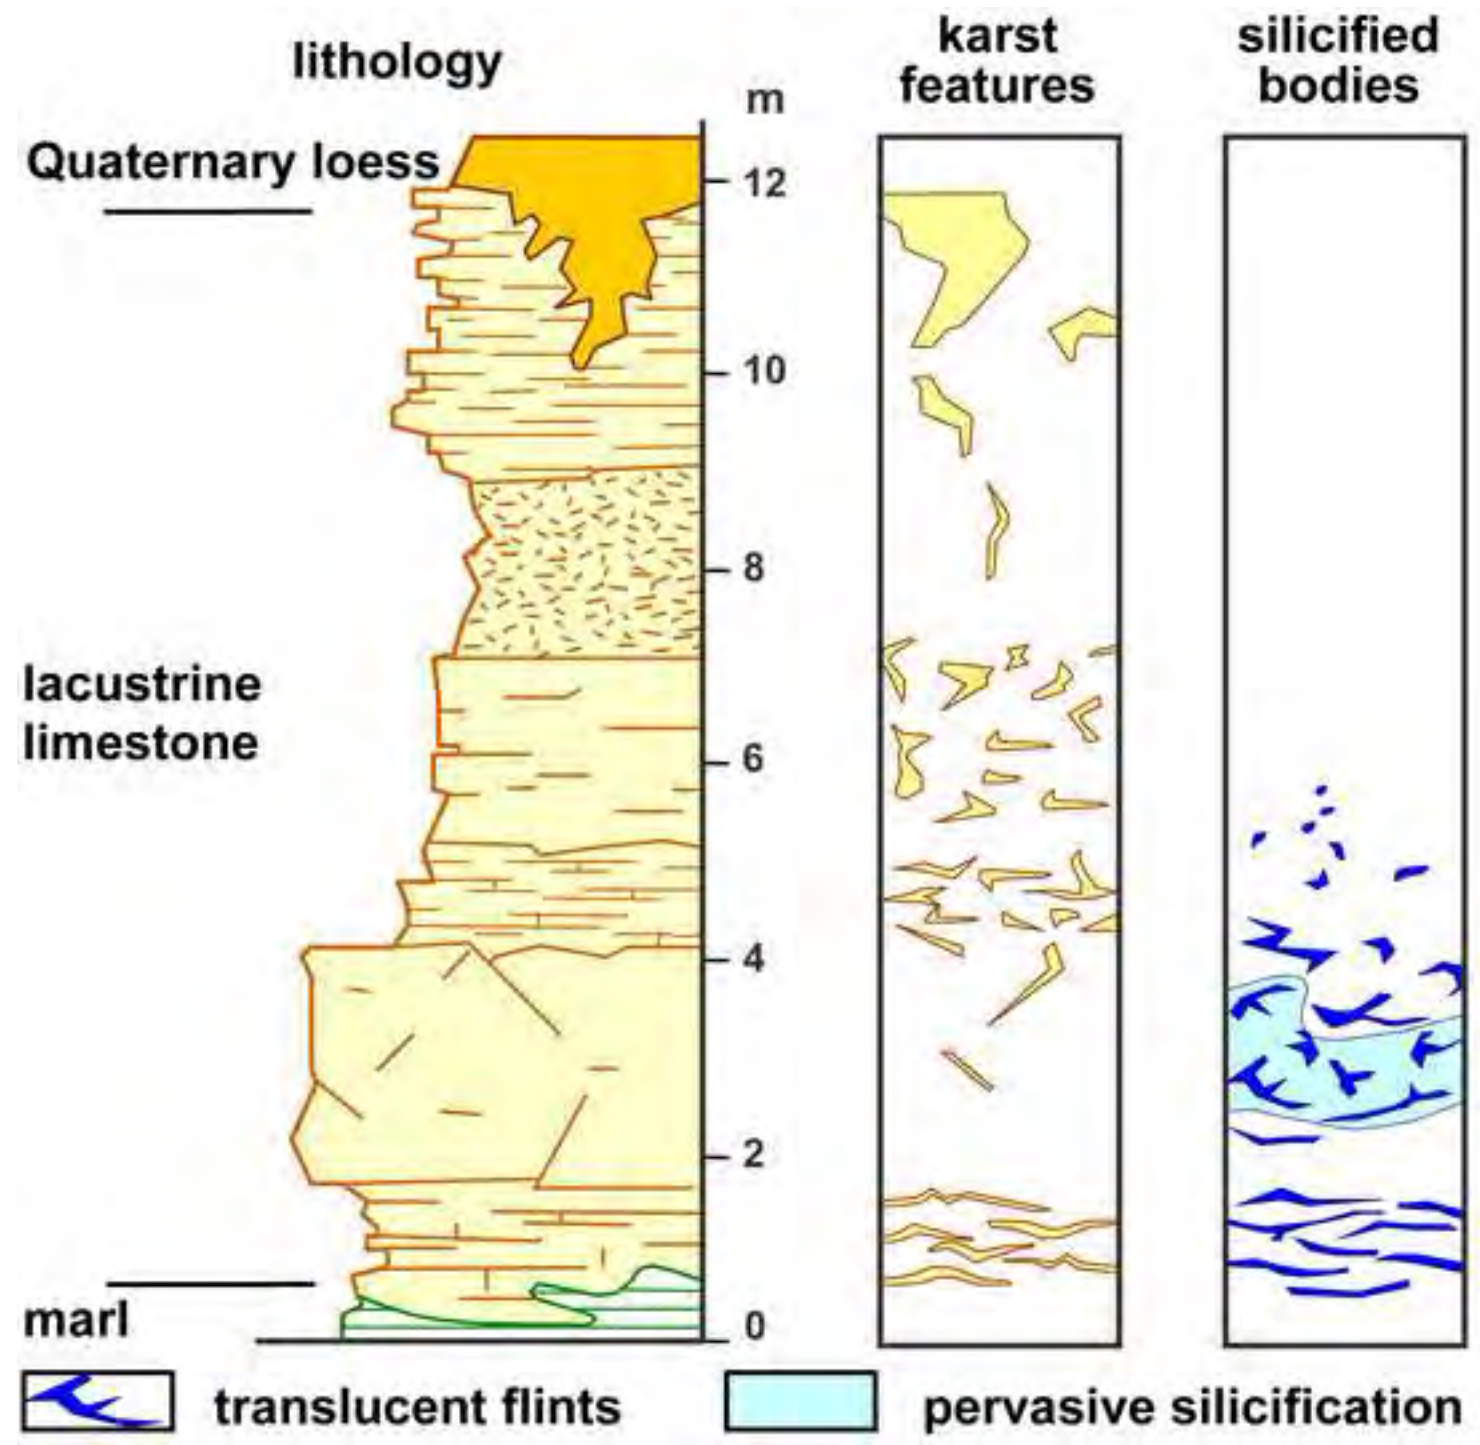 lithology
karst
features
silicified
bodies
m
Quaternary loess
12
10
8
lacustrine
limestone
6
4
2
marl
0
translucent flints
pervasive silicification